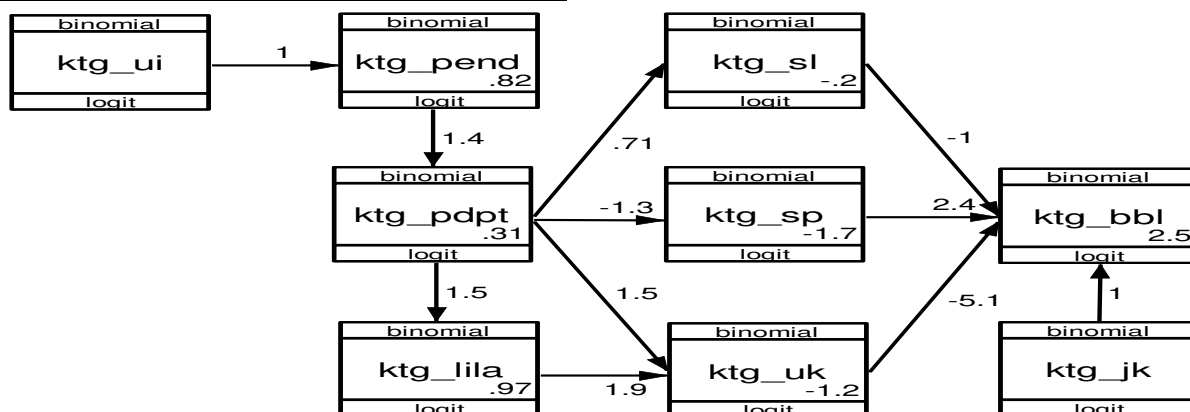 binomial
ktg_ui
logit
1
binomial
ktg_pend
.82
logit
binomial
ktg_sl
-.2
logit
1.4
.71
-1
binomial
ktg_pdpt
.31
logit
-1.3
binomial
ktg_sp
-1.7
logit
2.4
binomial
ktg_bbl
2.5
logit
1.5
1.5
-5.1
1
binomial
ktg_lila
.97
logit
1.9
binomial
ktg_uk
-1.2
logit
binomial
ktg_jk
logit